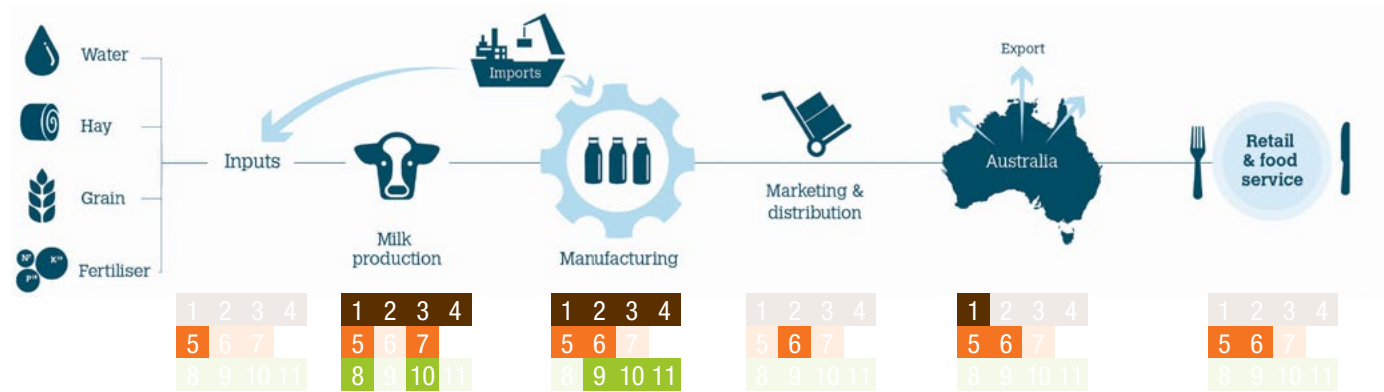 Water
Hay
Grain
Fertiliser
Inputs
Imports
Milk
production
Manufacturing
Marketing &
distribution
Export
Australia
Retail
& food
service
1 2 3 4
5 6 7
8 9 10 11
1 2 3 4
5 6 7
8 9 10 11
1 2 3 4
5 6 7
8 9 10 11
1 2 3 4
5 6 7
8 9 10 11
1 2 3 4
5 6 7
8 9 10 11
1 2 3 4
5 6 7
8 9 10 11